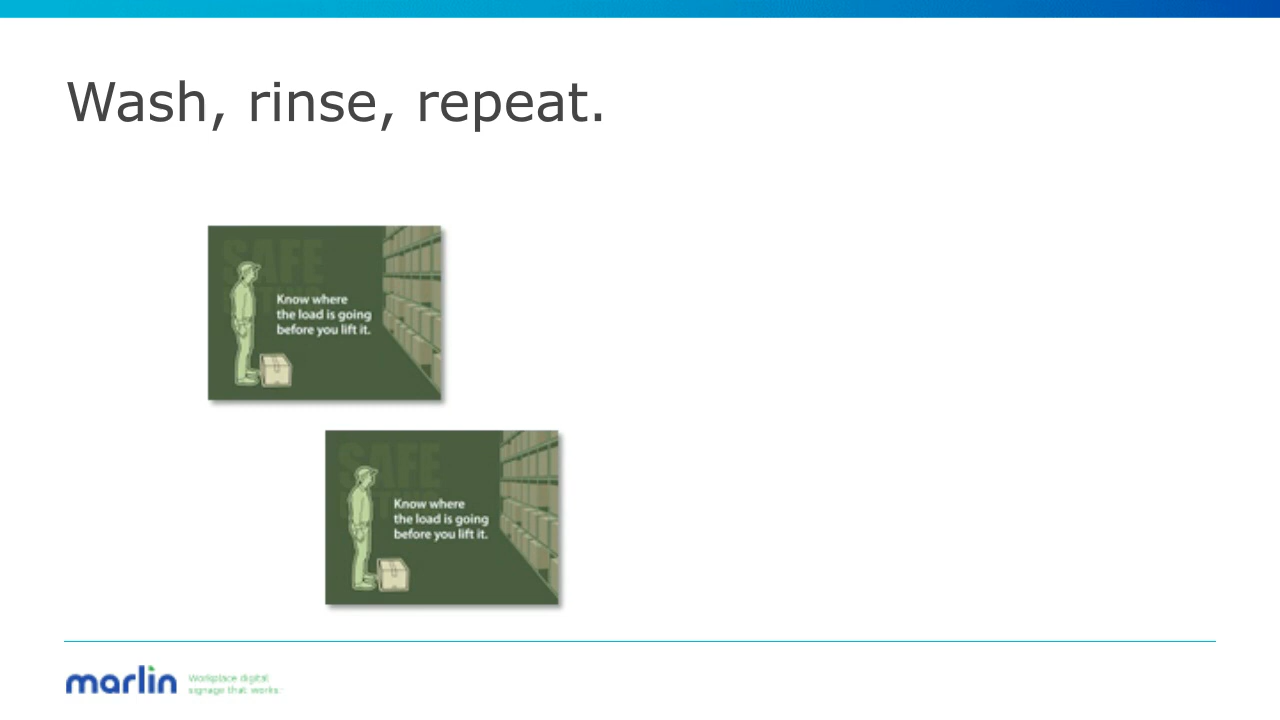 Wash, rinse, repeat.
SAFE
Know where
the load is going
before you lift it.
SAFE
Know where
the load is going
before you lift it.
marlin
Workplace digital
signage that works.